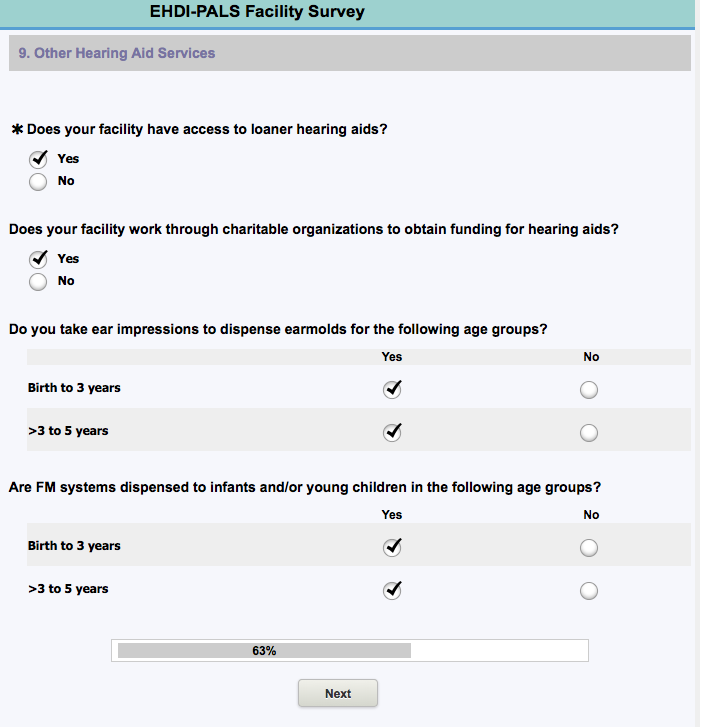 EHDI-PALS Facility Survey
9. Other Hearing Aid Services
✱ Does your facility have access to loaner hearing aids?
Yes
No
Does your facility work through charitable organizations to obtain funding for hearing aids?
Yes
No
Do you take ear impressions to dispense earmolds for the following age groups?
Yes No
Birth to 3 years
>3 to 5 years
Are FM systems dispensed to infants and/or young children in the following age groups?
Yes No
Birth to 3 years
>3 to 5 years
63%
Next